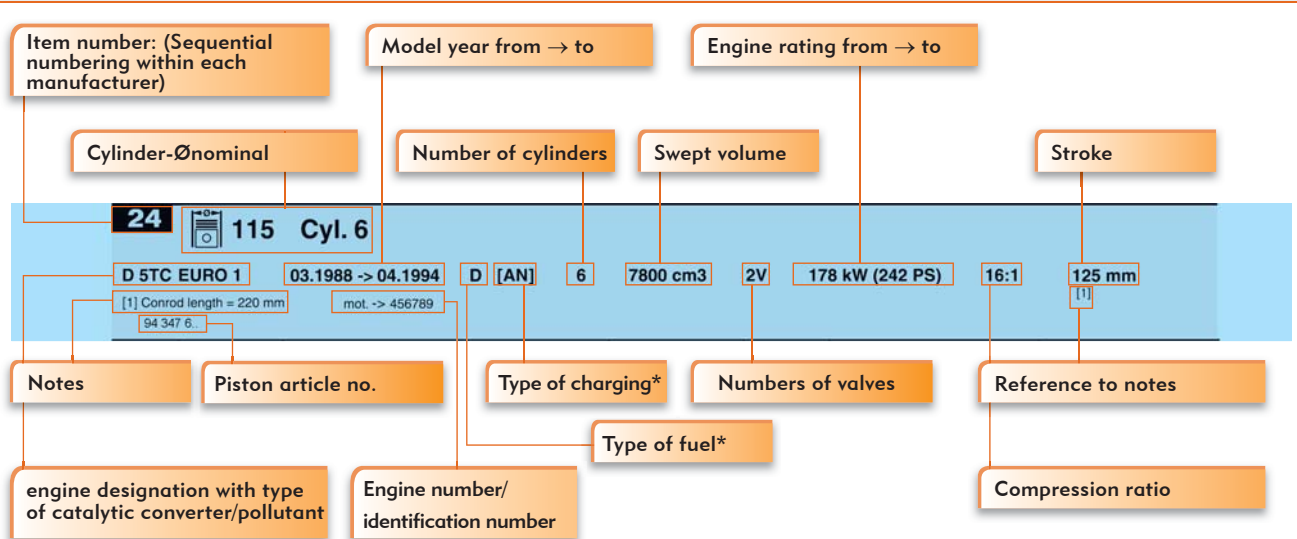 Item number: (Sequential
numbering within each
manufacturer)
Model year from → to
Engine rating from → to
Cylinder-Ønominal
Number of cylinders
Swept volume
Stroke
24
115 Cyl. 6
D 5TC EURO 1 03.1988 -> 04.1994 D [AN] 6 7800 cm3 2V 178 kW (242 PS) 16:1 125 mm
[1] Conrod length = 220 mm mot. -> 456789 [1]
94 347 6..
Notes
Piston article no.
Type of charging*
Numbers of valves
Reference to notes
Type of fuel*
engine designation with type
of catalytic converter/pollutant
Engine number/
identification number
Compression ratio